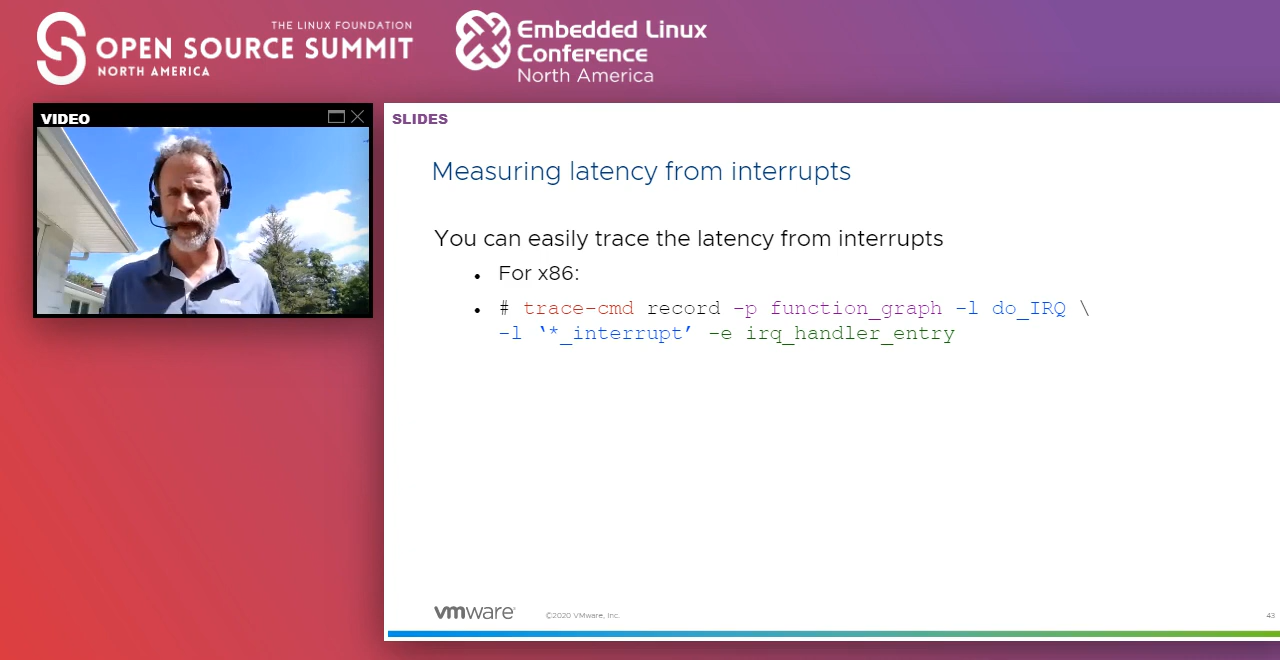 THE LINUX FOUNDATION
OPEN SOURCE SUMMIT
NORTH AMERICA
Embedded Linux
Conference
North America
VIDEO
SLIDES
Measuring latency from interrupts
You can easily trace the latency from interrupts
• For x86:
• # trace-cmd record -p function_graph -l do_IRQ \
-l ‘*_interrupt’ -e irq_handler_entry
vmware®
©2020 VMware, Inc.
43